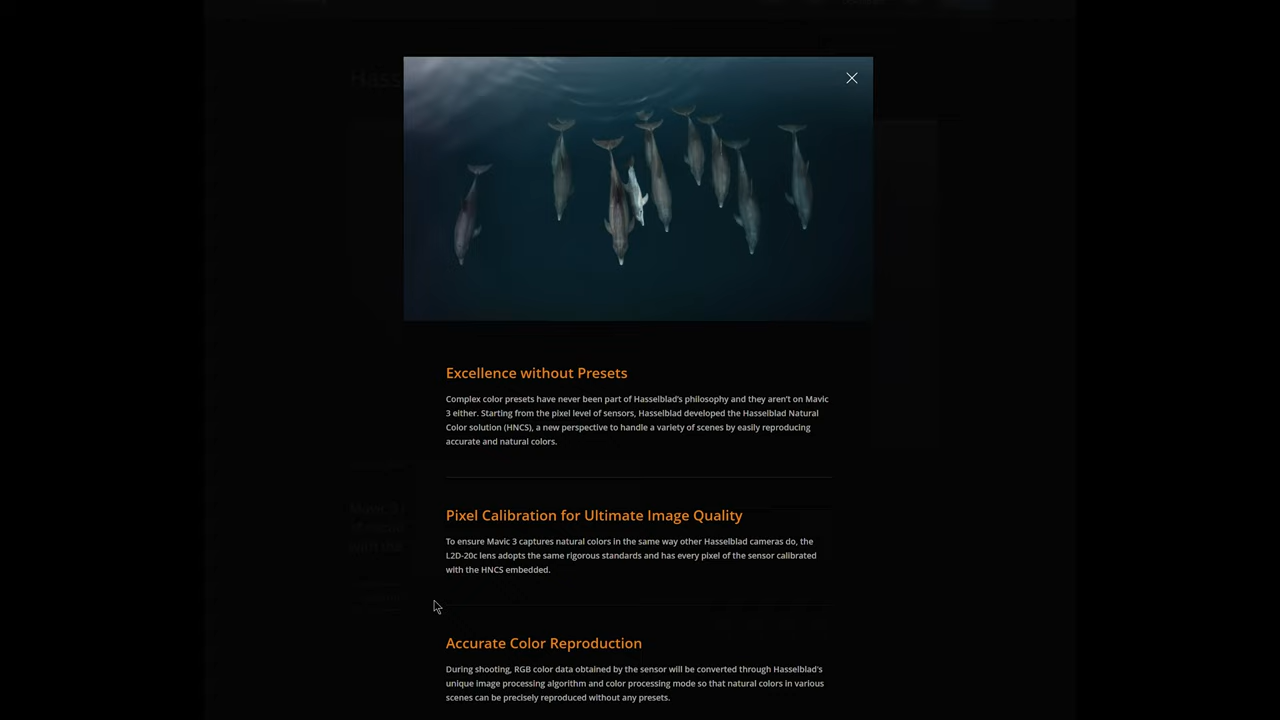 Hass
Excellence without Presets
Complex color presets have never been part of Hasselblad's philosophy and they aren't on Mavic
3 either. Starting from the pixel level of sensors, Hasselblad developed the Hasselblad Natural
Color solution (HNCS), a new perspective to handle a variety of scenes by easily reproducing
accurate and natural colors.
Pixel Calibration for Ultimate Image Quality
To ensure Mavic 3 captures natural colors in the same way other Hasselblad cameras do, the
L2D-20c lens adopts the same rigorous standards and has every pixel of the sensor calibrated
with the HNCS embedded.
Accurate Color Reproduction
During shooting, RGB color data obtained by the sensor will be converted through Hasselblad's
unique image processing algorithm and color processing mode so that natural colors in various
scenes can be precisely reproduced without any presets.